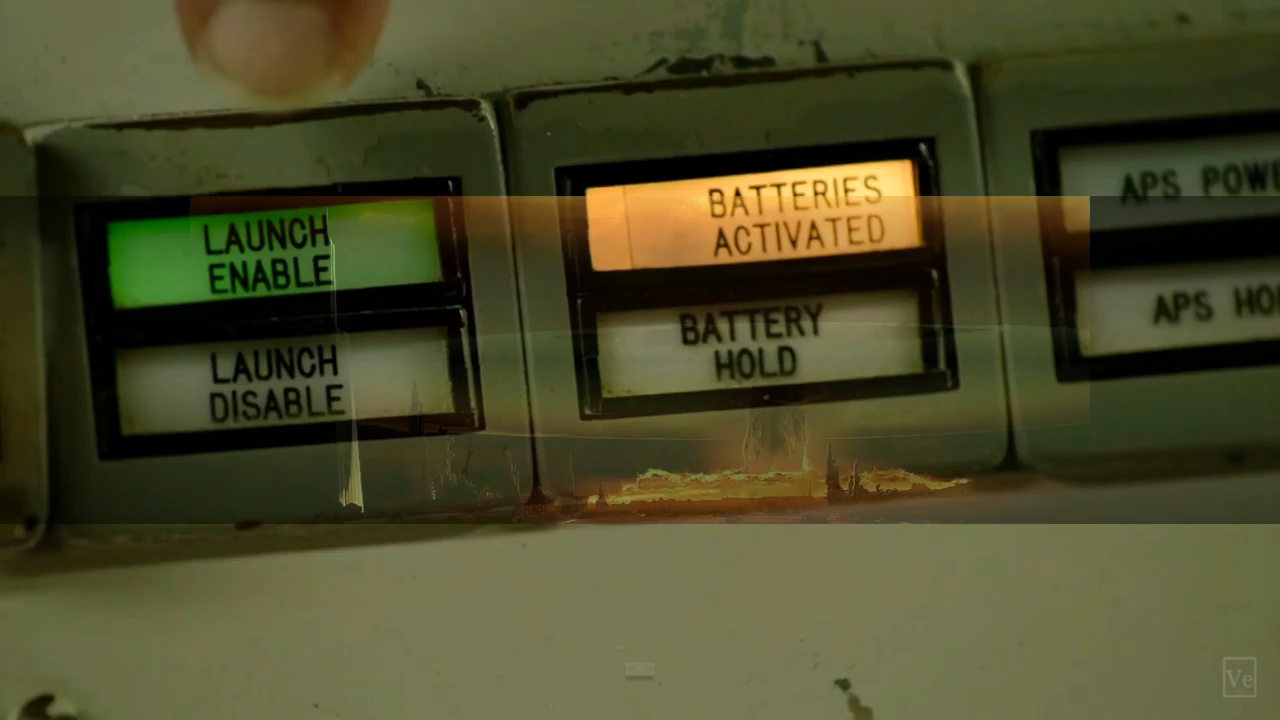 LAUNCH
ENABLE
LAUNCH
DISABLE
BATTERIES
ACTIVATED
BATTERY
HOLD
APS
APS
Ve